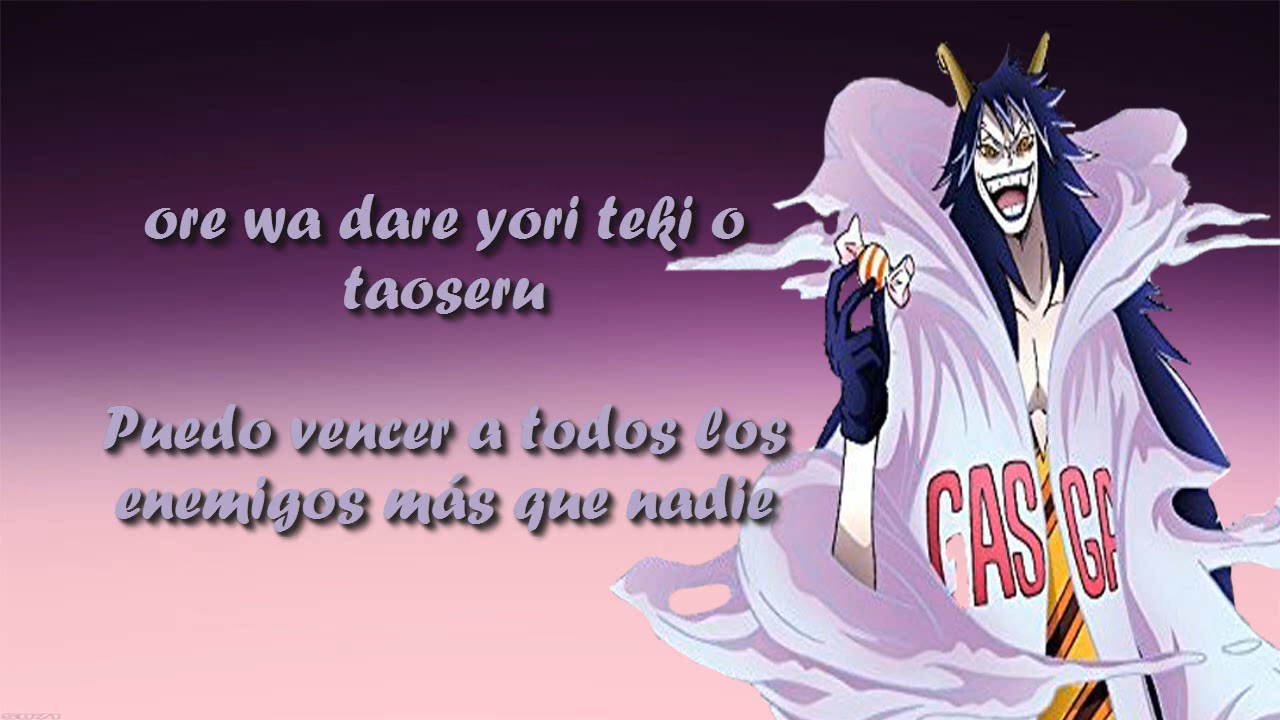 ore wa dare yori teki o
taoseru
Puedo vencer a todos los
enemigos más que nadie
GAS GA